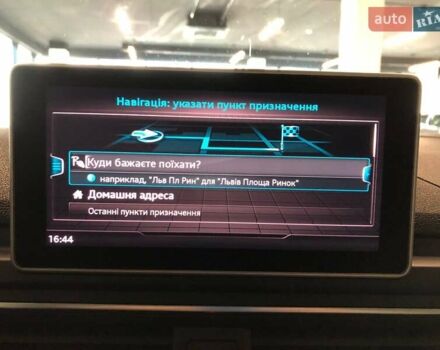 auto RIA
Навігація: указати пункт призначення
Куди бажаєте поїхати?
наприклад, "Льв Пл Рин" для "Львів Площа Ринок"
Домашня адреса
Останні пункти призначення
16:44